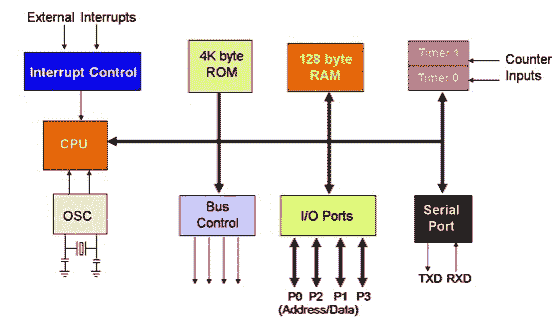 External Interrupts
Interrupt Control
4K byte
ROM
128 byte
RAM
Timer 1
Timer 0
Counter
Inputs
CPU
OSC
Bus
Control
I/O Ports
Serial
Port
P0 P2 P1 P3
(Address/Data)
TXD RXD